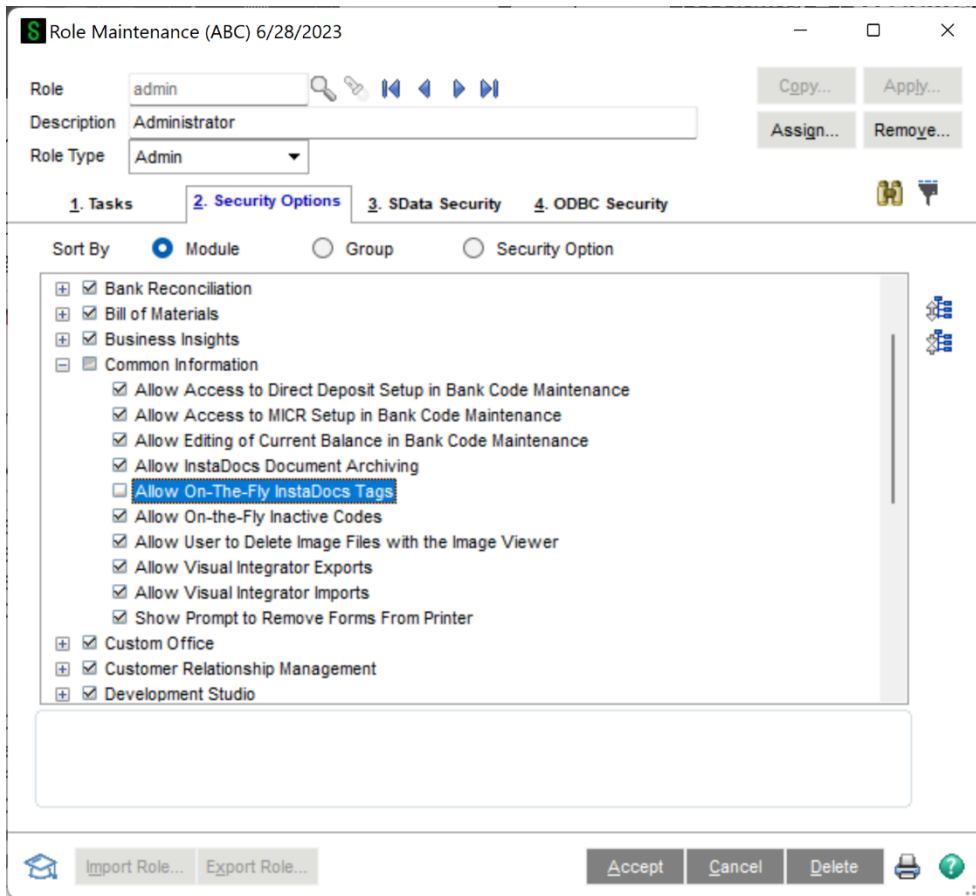 S Role Maintenance (ABC) 6/28/2023
Role admin Copy... Apply...
Description Administrator Assign... Remove...
Role Type Admin
1. Tasks 2. Security Options 3. SData Security 4. ODBC Security
Sort By Module Group Security Option
Bank Reconciliation
Bill of Materials
Business Insights
Common Information
Allow Access to Direct Deposit Setup in Bank Code Maintenance
Allow Access to MICR Setup in Bank Code Maintenance
Allow Editing of Current Balance in Bank Code Maintenance
Allow InstaDocs Document Archiving
Allow On-The-Fly InstaDocs Tags
Allow On-the-Fly Inactive Codes
Allow User to Delete Image Files with the Image Viewer
Allow Visual Integrator Exports
Allow Visual Integrator Imports
Show Prompt to Remove Forms From Printer
Custom Office
Customer Relationship Management
Development Studio
Import Role... Export Role... Accept Cancel Delete ?